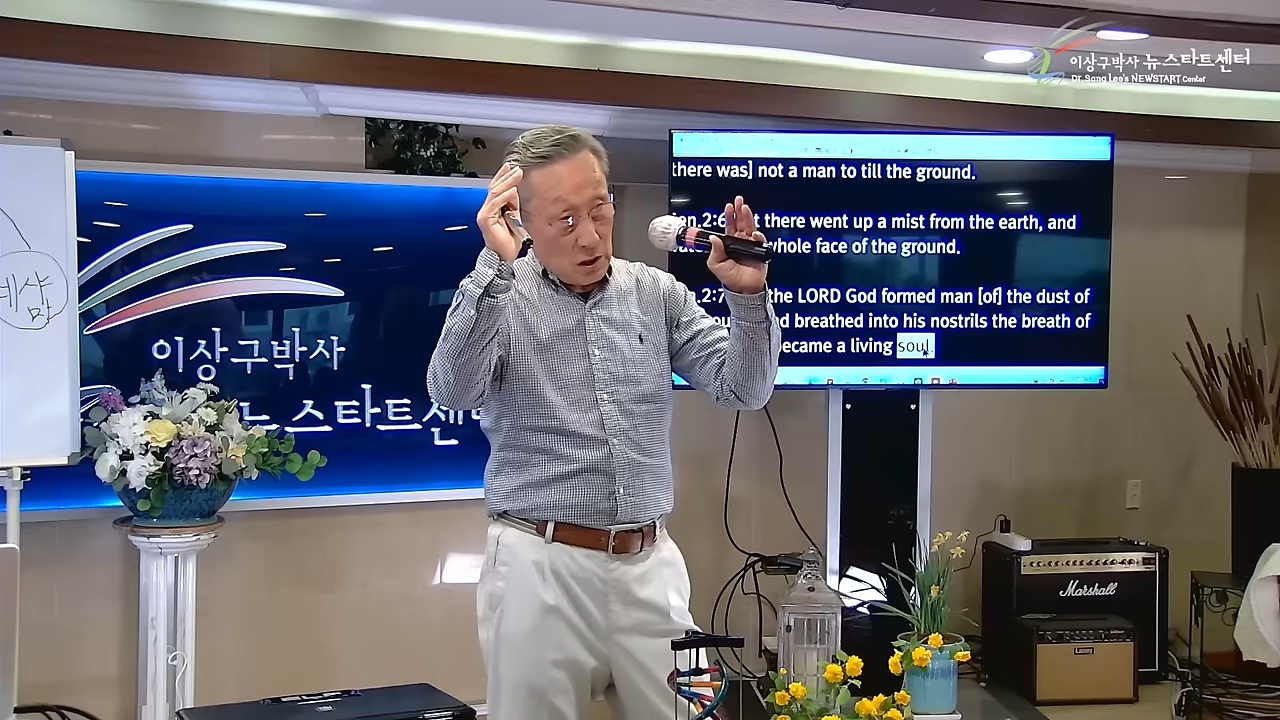 이상구박사 뉴스타트센터
Dr. Sang Lee's NEWSTART Center
there was] not a man to till the ground.
t there went up a mist from the earth, and
whole face of the ground.
the LORD God formed man [of] the dust of
breathed into his nostrils the breath of
ecame a living soul.
이상구박사
스타트센
Marshall
Laney